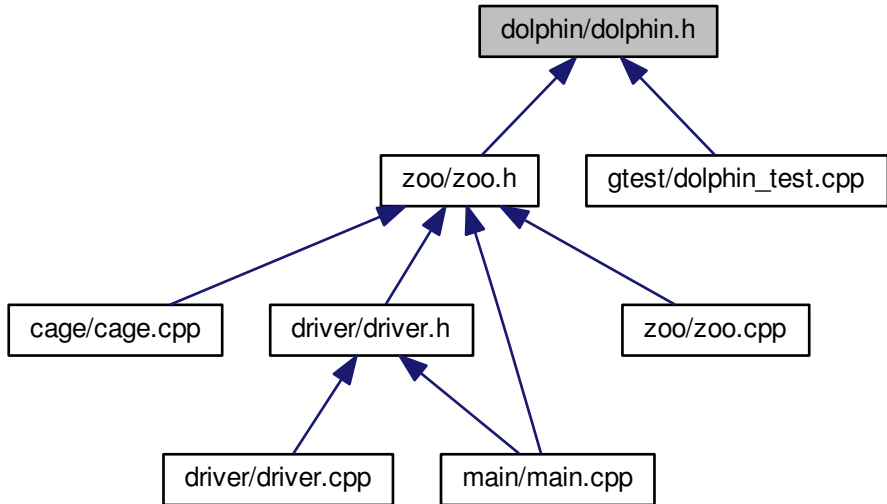 dolphin/dolphin.h
zoo/zoo.h
gtest/dolphin_test.cpp
cage/cage.cpp
driver/driver.h
zoo/zoo.cpp
driver/driver.cpp
main/main.cpp